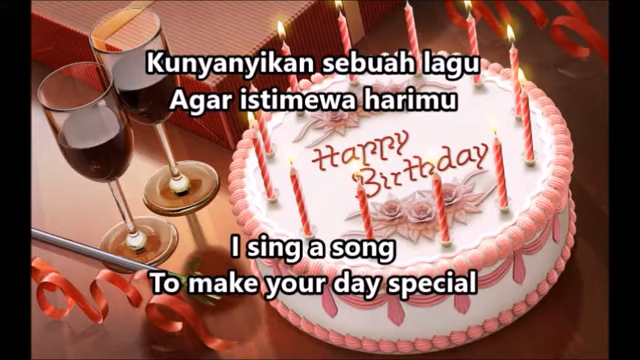 Kunyanyikan sebuah lagu
Agar istimewa harimu
Happy
Birthday
I sing a song
To make your day special